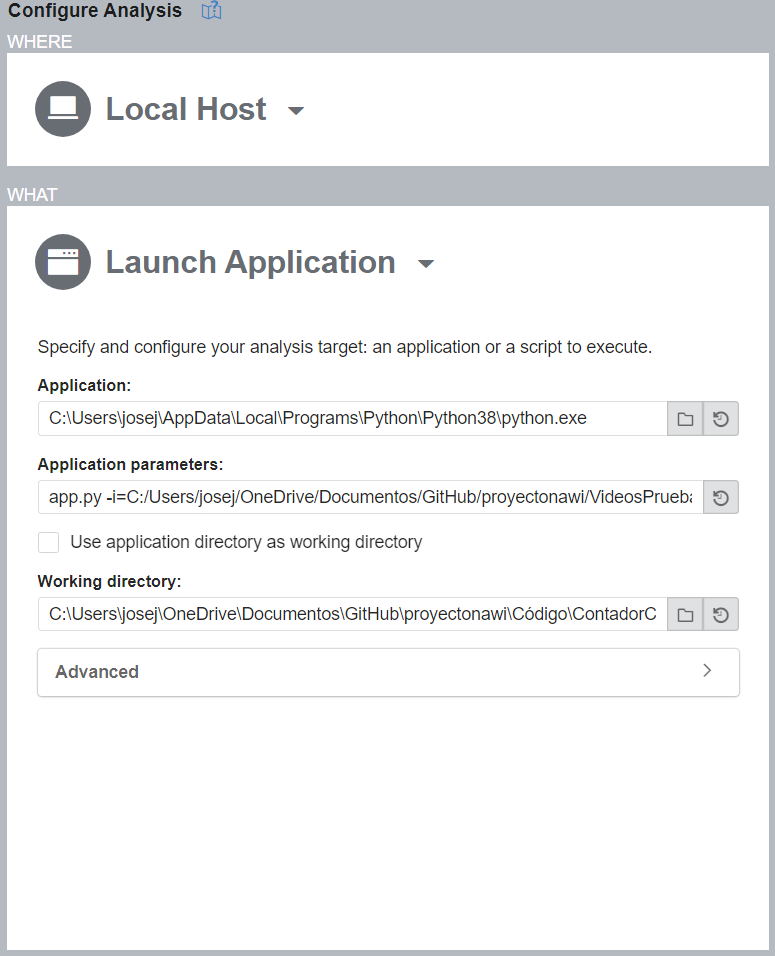 Configure Analysis
WHERE
Local Host
WHAT
Launch Application
Specify and configure your analysis target: an application or a script to execute.
Application:
C:\Users\josej\AppData\Local\Programs\Python\Python38\python.exe
Application parameters:
app.py -i=C:/Users/josej/OneDrive/Documentos/GitHub/proyectonawi/VideosPrueba
Use application directory as working directory
Working directory:
C:\Users\josej\OneDrive\Documentos\GitHub\proyectonawi\Código\ContadorC
Advanced